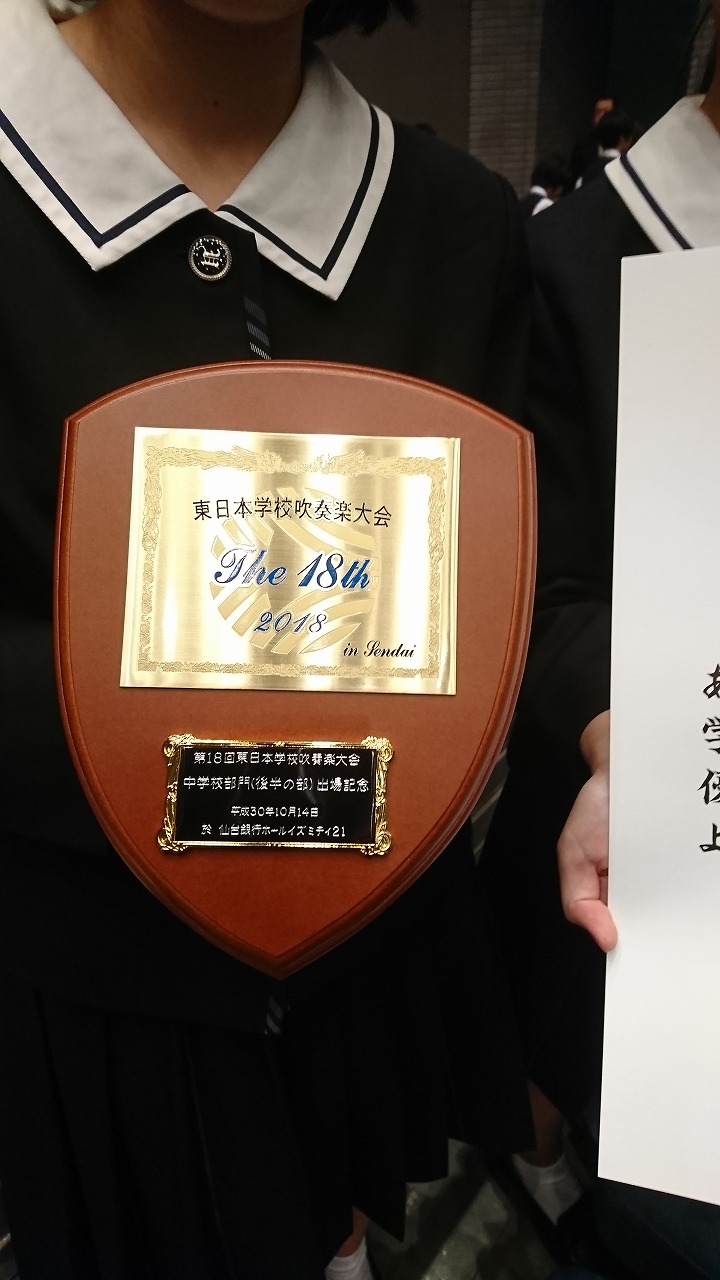 東日本学校吹奏楽大会
The 18th
2018
in Sendai
第18回東日本学校吹奏楽大会
中学校部門(後半の部)出場記念
平成30年10月14日
於 仙台銀行ホールイズミティ21
学
優
上